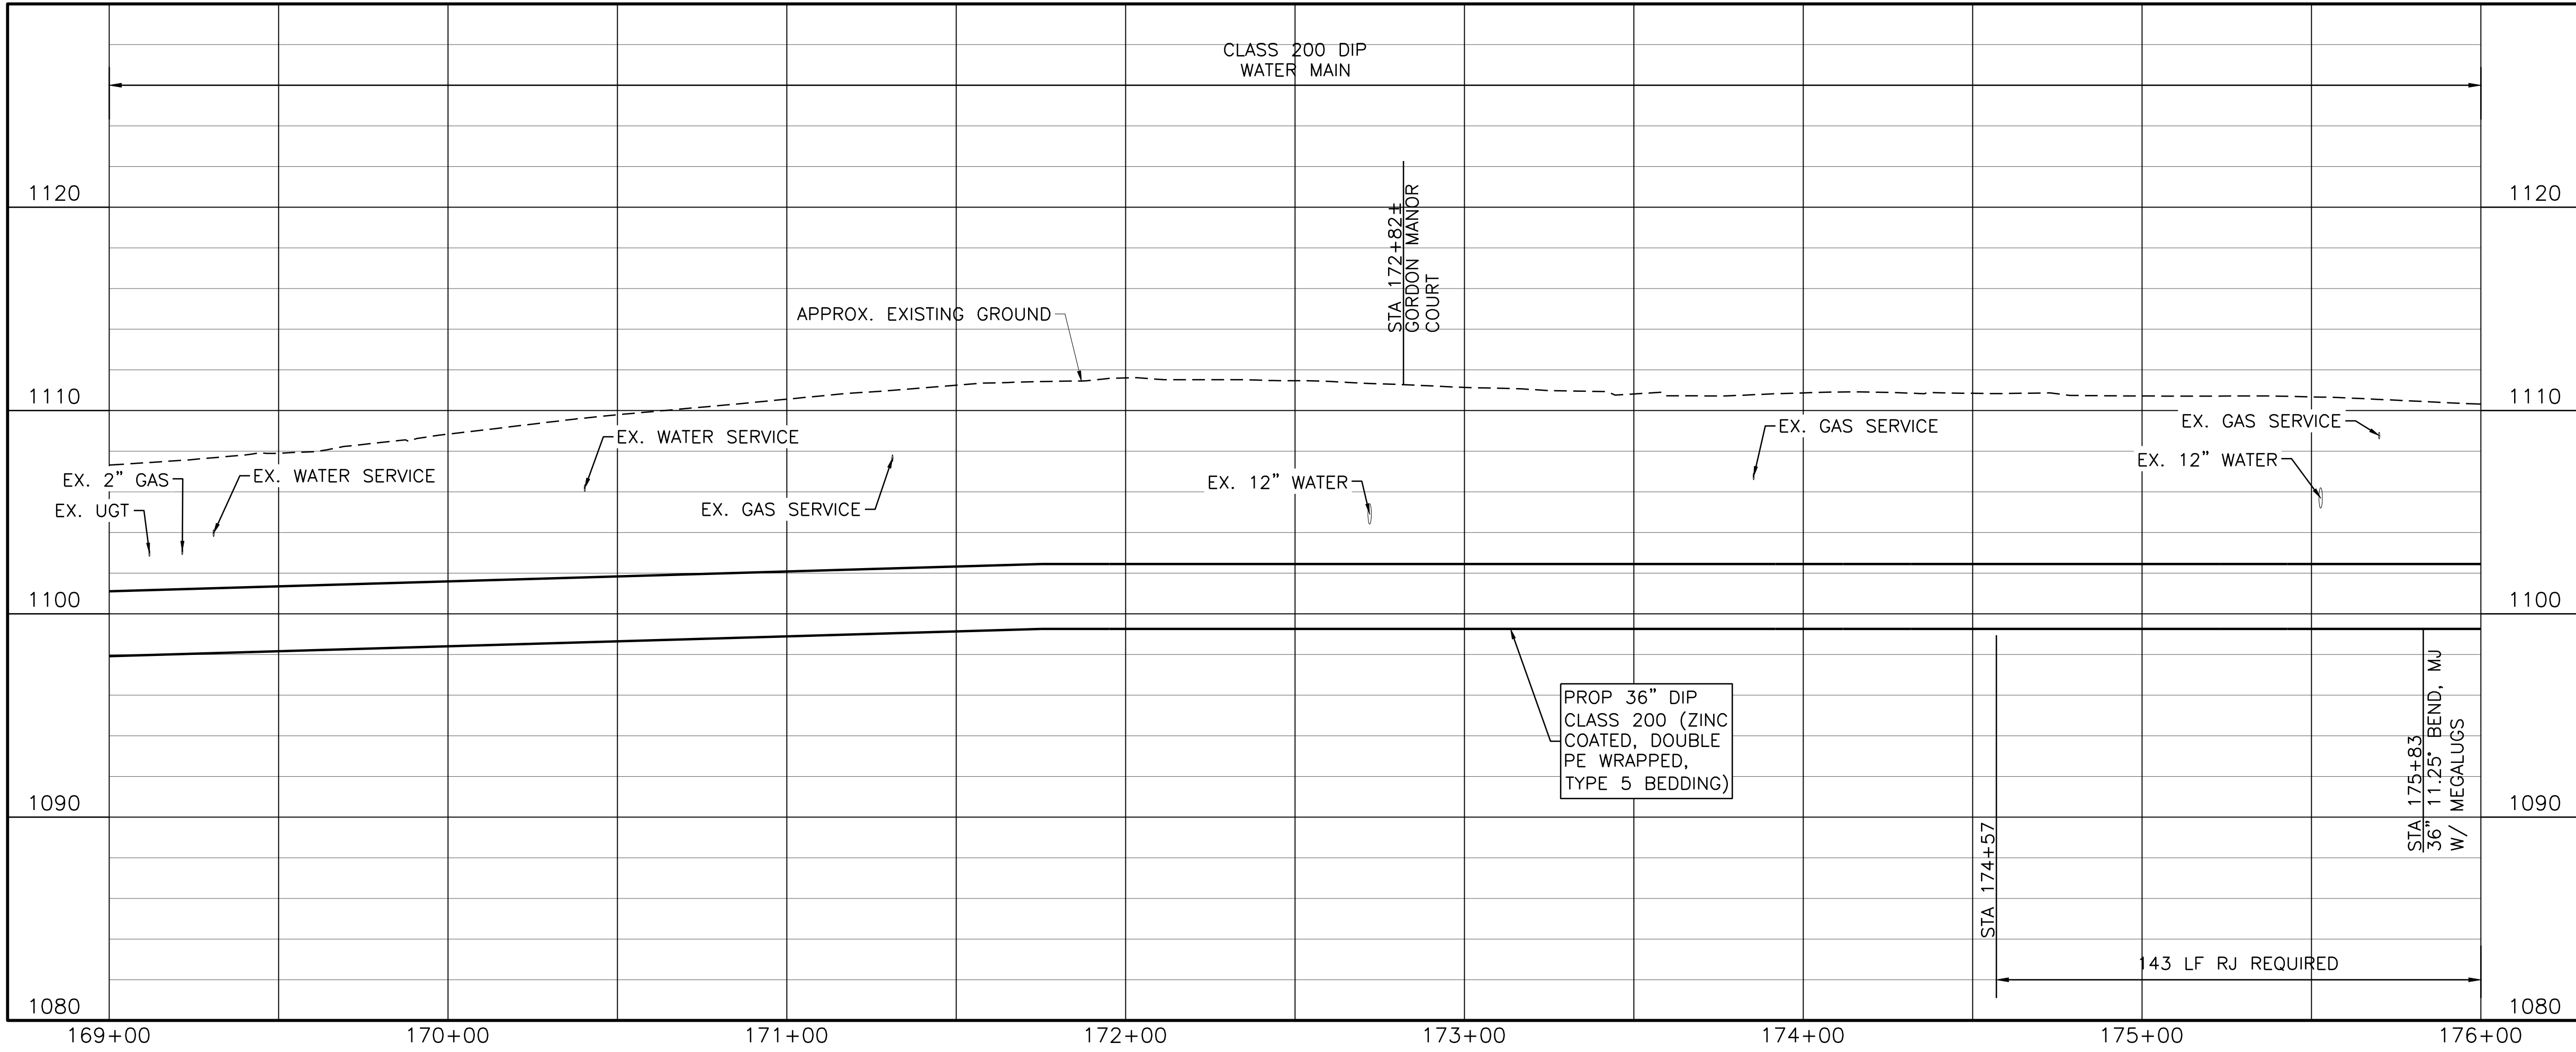 CLASS 200 DIP
WATER MAIN
1120
1120
STA 172+82±
GORDON MANOR
COURT
APPROX. EXISTING GROUND
1110
1110
EX. GAS SERVICE
EX. GAS SERVICE
EX. WATER SERVICE
EX. 12" WATER
EX. 2" GAS
EX. WATER SERVICE
EX. 12" WATER
EX. UGT
EX. GAS SERVICE
1100
1100
PROP 36" DIP
CLASS 200 (ZINC
COATED, DOUBLE
PE WRAPPED,
TYPE 5 BEDDING)
STA 175+83
36" 11.25° BEND, MJ
W/ MEGALUGS
1090
1090
STA 174+57
143 LF RJ REQUIRED
1080
1080
169+00
170+00
171+00
172+00
173+00
174+00
175+00
176+00